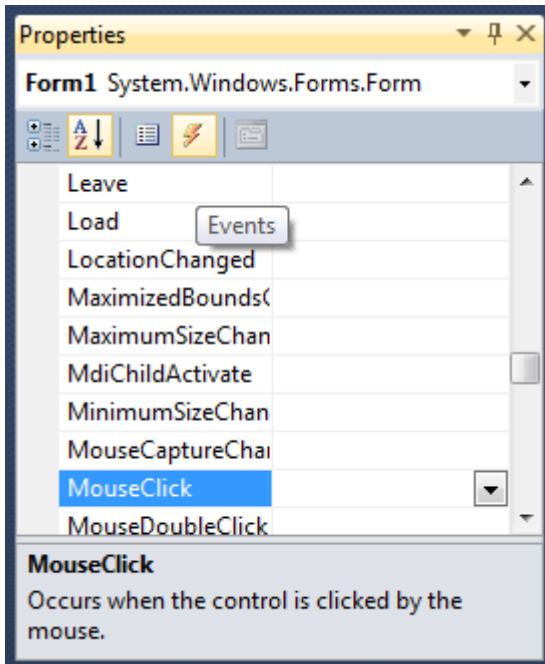 Properties
Form1 System.Windows.Forms.Form
A Z
Leave
Load
Events
LocationChanged
MaximizedBounds(
MaximumSizeChan
MdiChildActivate
MinimumSizeChan
MouseCaptureChai
MouseClick
MouseDoubleClick
MouseClick
Occurs when the control is clicked by the
mouse.